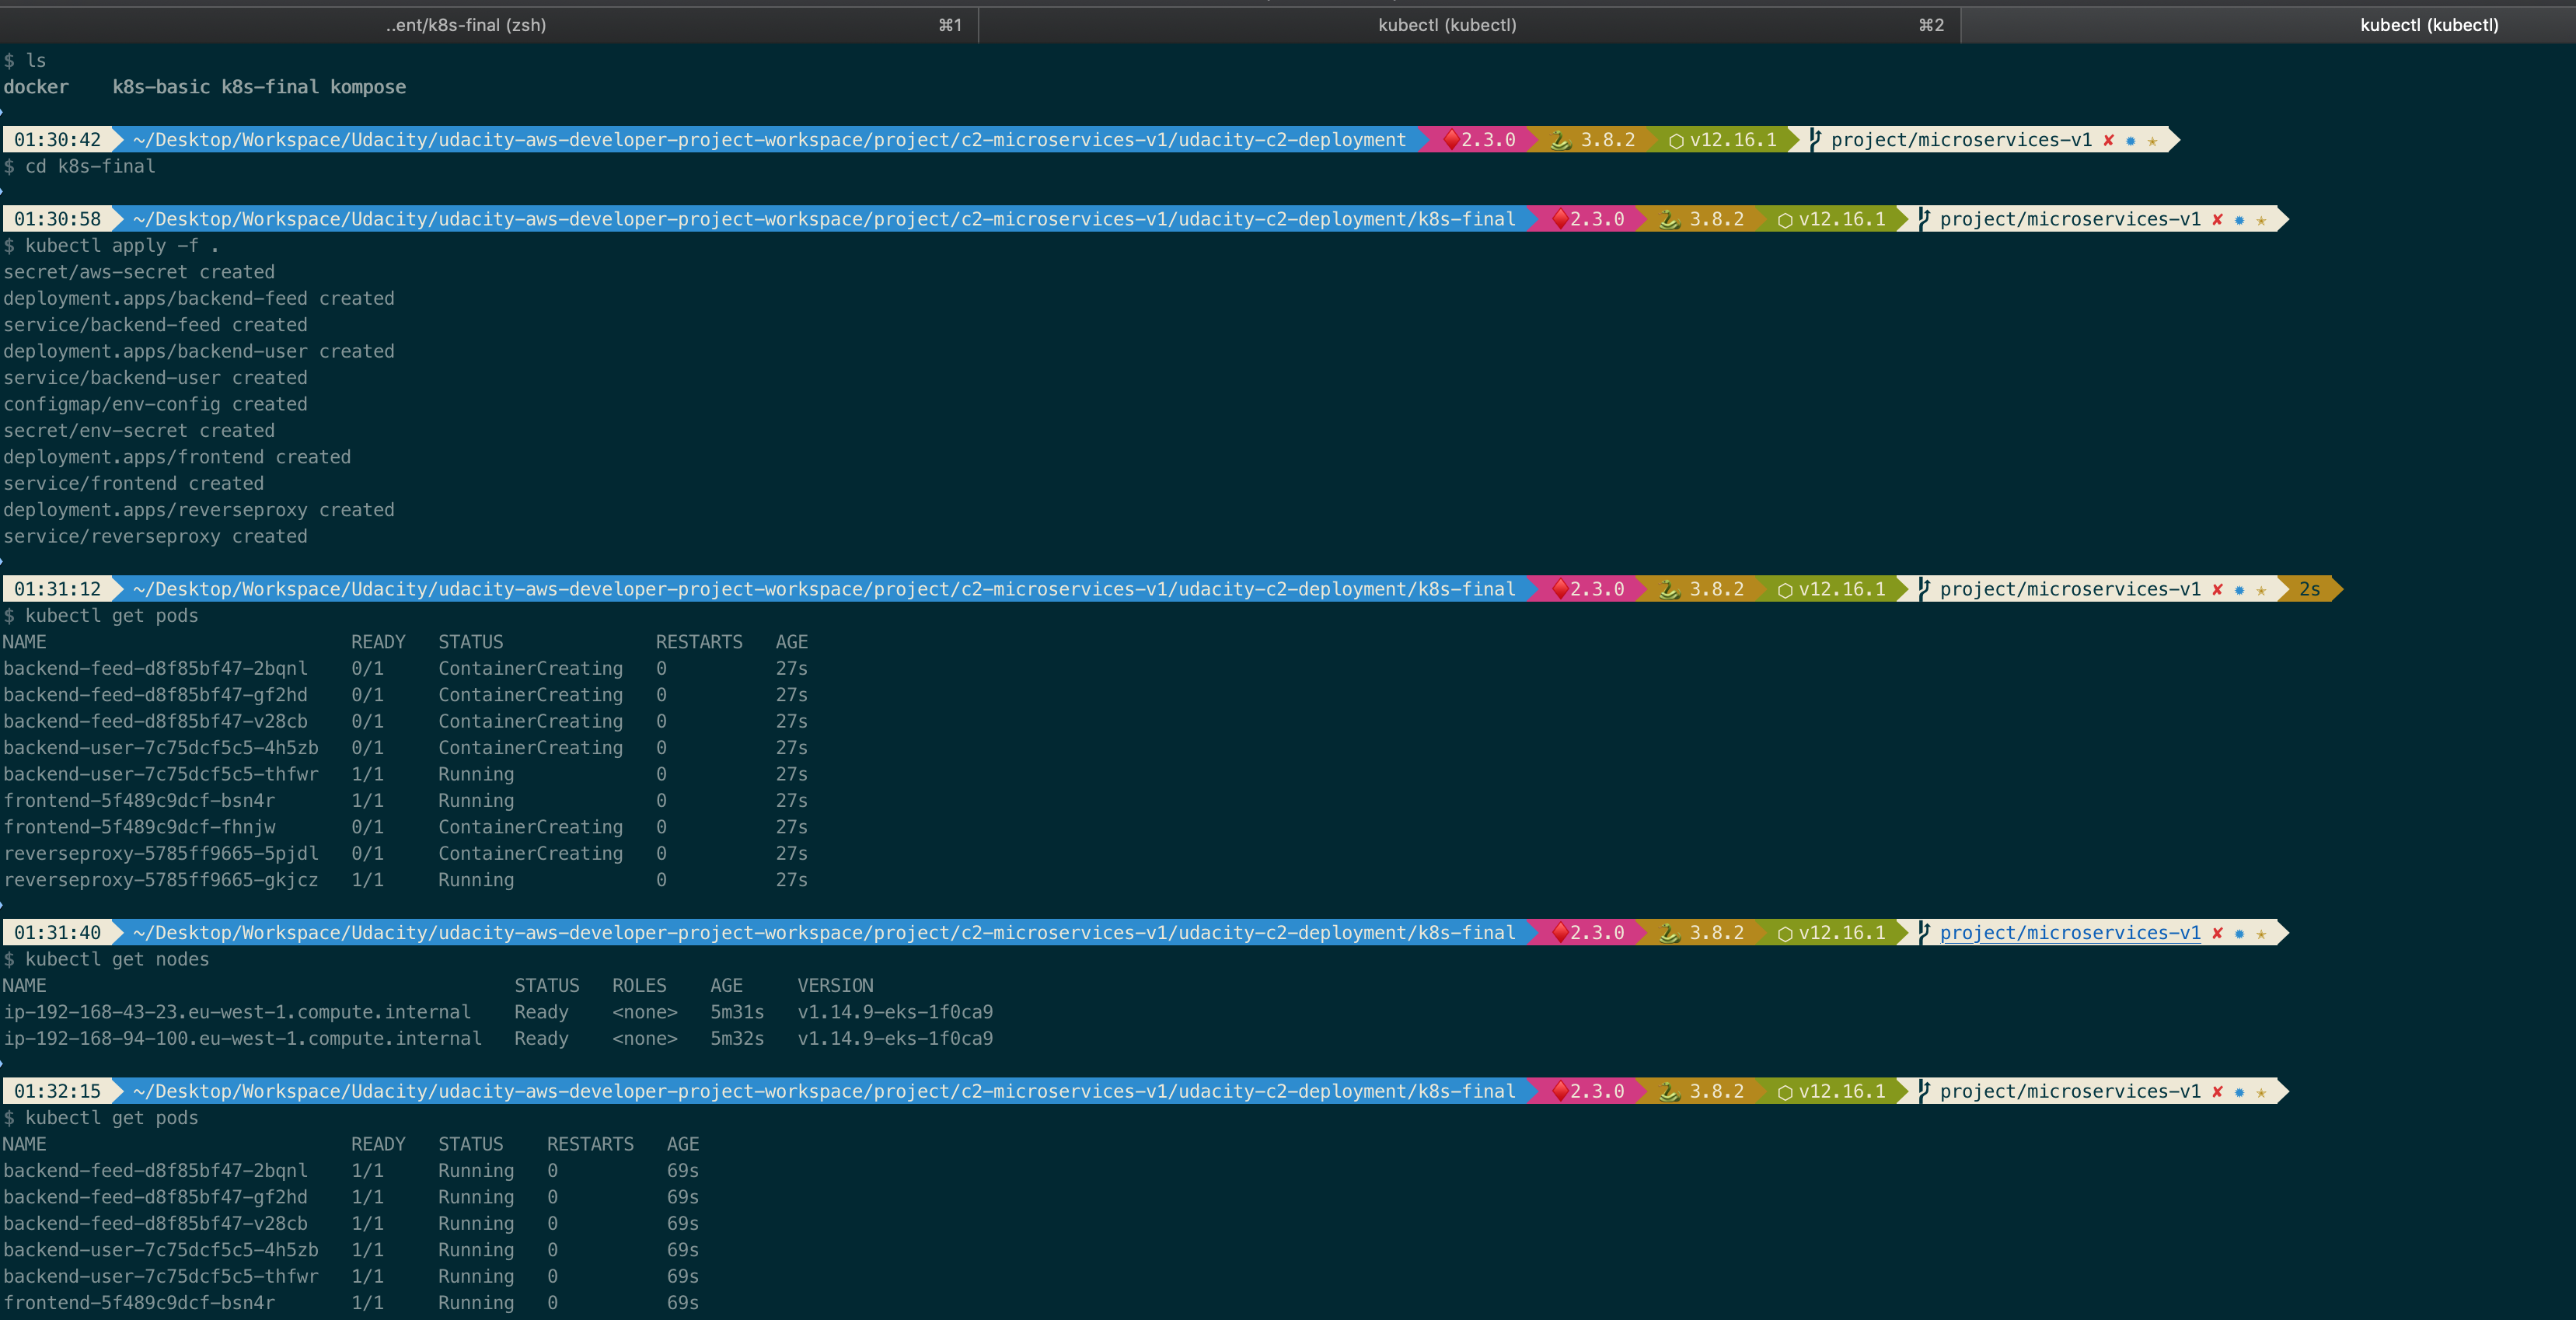 ..ent/k8s-final (zsh) ⌘1 kubectl (kubectl) ⌘2 kubectl (kubectl)
$ ls
docker    k8s-basic k8s-final kompose
01:30:42 ~/Desktop/Workspace/Udacity/udacity-aws-developer-project-workspace/project/c2-microservices-v1/udacity-c2-deployment 2.3.0 3.8.2 v12.16.1 project/microservices-v1
$ cd k8s-final
01:30:58 ~/Desktop/Workspace/Udacity/udacity-aws-developer-project-workspace/project/c2-microservices-v1/udacity-c2-deployment/k8s-final 2.3.0 3.8.2 v12.16.1 project/microservices-v1
$ kubectl apply -f .
secret/aws-secret created
deployment.apps/backend-feed created
service/backend-feed created
deployment.apps/backend-user created
service/backend-user created
configmap/env-config created
secret/env-secret created
deployment.apps/frontend created
service/frontend created
deployment.apps/reverseproxy created
service/reverseproxy created
01:31:12 ~/Desktop/Workspace/Udacity/udacity-aws-developer-project-workspace/project/c2-microservices-v1/udacity-c2-deployment/k8s-final 2.3.0 3.8.2 v12.16.1 project/microservices-v1 2s
$ kubectl get pods
NAME READY STATUS RESTARTS AGE
backend-feed-d8f85bf47-2bqnl 0/1 ContainerCreating 0 27s
backend-feed-d8f85bf47-gf2hd 0/1 ContainerCreating 0 27s
backend-feed-d8f85bf47-v28cb 0/1 ContainerCreating 0 27s
backend-user-7c75dcf5c5-4h5zb 0/1 ContainerCreating 0 27s
backend-user-7c75dcf5c5-thfwr 1/1 Running 0 27s
frontend-5f489c9dcf-bsn4r 1/1 Running 0 27s
frontend-5f489c9dcf-fhnjw 0/1 ContainerCreating 0 27s
reverseproxy-5785ff9665-5pjdl 0/1 ContainerCreating 0 27s
reverseproxy-5785ff9665-gkjcz 1/1 Running 0 27s
01:31:40 ~/Desktop/Workspace/Udacity/udacity-aws-developer-project-workspace/project/c2-microservices-v1/udacity-c2-deployment/k8s-final 2.3.0 3.8.2 v12.16.1 project/microservices-v1
$ kubectl get nodes
NAME STATUS ROLES AGE VERSION
ip-192-168-43-23.eu-west-1.compute.internal Ready <none> 5m31s v1.14.9-eks-1f0ca9
ip-192-168-94-100.eu-west-1.compute.internal Ready <none> 5m32s v1.14.9-eks-1f0ca9
01:32:15 ~/Desktop/Workspace/Udacity/udacity-aws-developer-project-workspace/project/c2-microservices-v1/udacity-c2-deployment/k8s-final 2.3.0 3.8.2 v12.16.1 project/microservices-v1
$ kubectl get pods
NAME READY STATUS RESTARTS AGE
backend-feed-d8f85bf47-2bqnl 1/1 Running 0 69s
backend-feed-d8f85bf47-gf2hd 1/1 Running 0 69s
backend-feed-d8f85bf47-v28cb 1/1 Running 0 69s
backend-user-7c75dcf5c5-4h5zb 1/1 Running 0 69s
backend-user-7c75dcf5c5-thfwr 1/1 Running 0 69s
frontend-5f489c9dcf-bsn4r 1/1 Running 0 69s